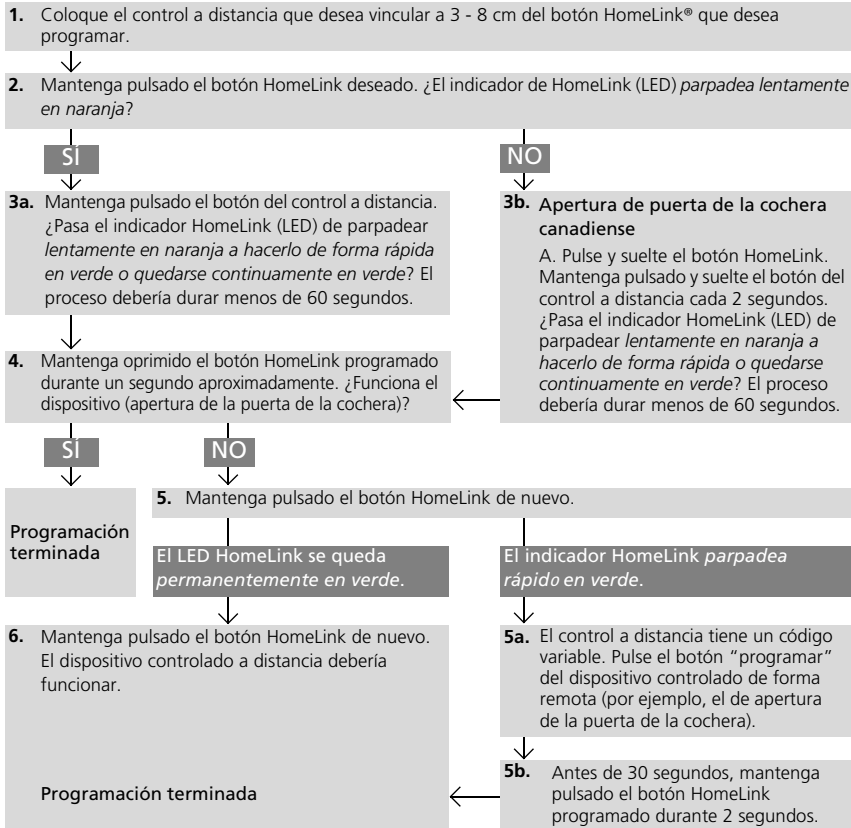 1. Coloque el control a distancia que desea vincular a 3 - 8 cm del botón HomeLink® que desea
programar.
2. Mantenga pulsado el botón HomeLink deseado. ¿El indicador de HomeLink (LED) parpadea lentamente
en naranja?
SÍ
NO
3a. Mantenga pulsado el botón del control a distancia.
¿Pasa el indicador HomeLink (LED) de parpadear
lentamente en naranja a hacerlo de forma rápida
en verde o quedarse continuamente en verde? El
proceso debería durar menos de 60 segundos.
3b. Apertura de puerta de la cochera
canadiense
A. Pulse y suelte el botón HomeLink.
Mantenga pulsado y suelte el botón del
control a distancia cada 2 segundos.
¿Pasa el indicador HomeLink (LED) de
parpadear lentamente en naranja a
hacerlo de forma rápida o quedarse
continuamente en verde? El proceso
debería durar menos de 60 segundos.
4. Mantenga oprimido el botón HomeLink programado
durante un segundo aproximadamente. ¿Funciona el
dispositivo (apertura de la puerta de la cochera)?
SÍ
NO
Programación
terminada
5. Mantenga pulsado el botón HomeLink de nuevo.
El LED HomeLink se queda
permanentemente en verde.
El indicador HomeLink parpadea
rápido en verde.
6. Mantenga pulsado el botón HomeLink de nuevo.
El dispositivo controlado a distancia debería
funcionar.
Programación terminada
5a. El control a distancia tiene un código
variable. Pulse el botón “programar”
del dispositivo controlado de forma
remota (por ejemplo, el de apertura
de la puerta de la cochera).
5b. Antes de 30 segundos, mantenga
pulsado el botón HomeLink
programado durante 2 segundos.